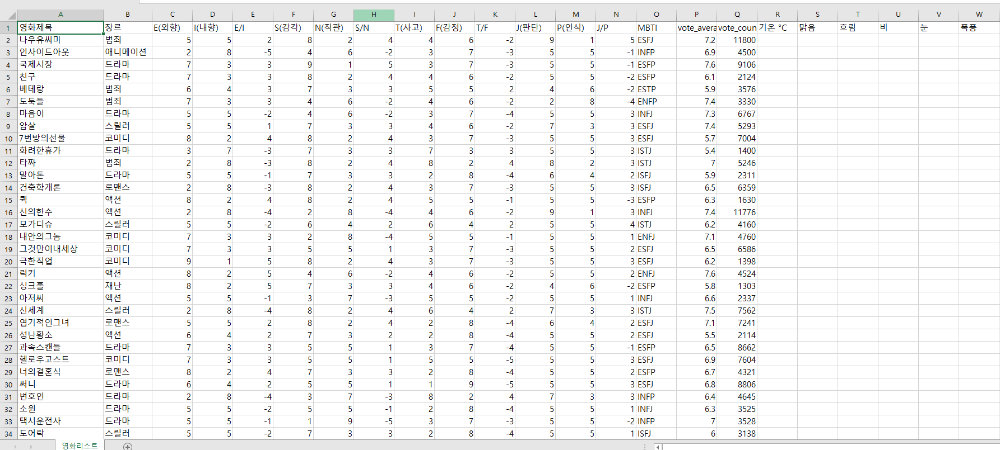 A B C D E F G H I J K L M N O P Q R S T U V W
1 영화제목 장르 E(외향) I(내향) E/I S(감각) N(직관) S/N T(사고) F(감정) T/F J(판단) P(인식) J/P MBTI vote_avera vote_coun 기온 °C 맑음 흐림 비 눈 폭풍
2 나우유씨미 범죄 5 5 2 8 2 4 4 6 -2 9 1 5 ESFJ 7.2 11800
3 인사이드아웃 애니메이션 2 8 -5 4 6 -2 3 7 -3 5 5 -1 INFP 6.9 4500
4 국제시장 드라마 7 3 3 9 1 5 3 7 -3 5 5 -1 ESFP 7.6 9106
5 친구 드라마 7 3 3 8 2 4 4 6 -2 5 5 -2 ESFP 6.1 2124
6 베테랑 범죄 6 4 3 7 3 3 5 5 2 4 6 -2 ESTP 5.9 3576
7 도둑들 범죄 7 3 3 4 6 -2 4 6 -2 2 8 -4 ENFP 7.4 3330
8 마음이 드라마 5 5 -2 4 6 -2 3 7 -4 5 5 3 INFJ 7.3 6767
9 암살 스릴러 5 5 1 7 3 3 4 6 -2 7 3 3 ESFJ 7.4 5293
10 7번방의선물 코미디 8 2 4 8 2 4 3 7 -3 5 5 3 ESFJ 5.7 7004
11 화려한휴가 드라마 3 7 -3 7 3 3 7 3 3 5 5 3 ISTJ 5.4 1400
12 타짜 범죄 2 8 -3 8 2 4 8 2 4 8 2 3 ISTJ 7 5246
13 말아톤 드라마 5 5 -1 7 3 3 2 8 -4 6 4 2 ISFJ 5.9 2311
14 건축학개론 로맨스 2 8 -3 8 2 4 3 7 -3 5 5 3 ISFJ 6.5 6359
15 퀵 액션 8 2 4 8 2 4 5 5 -1 5 5 -3 ESFP 6.3 1630
16 신의한수 액션 2 8 -4 2 8 -4 4 6 -2 9 1 3 INFJ 7.4 11776
17 모가디슈 스릴러 5 5 -2 6 4 2 6 4 2 5 5 4 ISTJ 6.2 4160
18 내안의그놈 코미디 7 3 3 2 8 -4 5 5 -1 5 5 1 ENFJ 7.1 4760
19 그것만이내세상 코미디 7 3 3 5 5 1 3 7 -3 5 5 2 ESFJ 6.5 6586
20 극한직업 코미디 9 1 5 8 2 4 3 7 -3 5 5 3 ESFJ 6.2 1398
21 럭키 액션 8 2 5 4 6 -2 4 6 -2 5 5 2 ENFJ 7.6 4524
22 싱크홀 재난 8 2 5 7 3 3 4 6 -2 4 6 -2 ESFP 5.8 1303
23 아저씨 액션 5 5 -1 3 7 -3 5 5 -2 5 5 1 INFJ 6.6 2337
24 신세계 스릴러 2 8 -4 8 2 4 6 4 2 7 3 3 ISTJ 7.5 7562
25 엽기적인그녀 로맨스 5 5 2 8 2 4 2 8 -4 6 4 2 ESFJ 7.1 7241
26 성난황소 액션 6 4 2 7 3 2 2 8 -4 5 5 2 ESFJ 5.5 2114
27 과속스캔들 드라마 7 3 3 5 5 1 3 7 -4 5 5 -1 ESFP 6.5 8662
28 헬로우고스트 코미디 7 3 3 5 5 1 5 5 -5 5 5 3 ESFJ 6.9 7604
29 너의결혼식 로맨스 8 2 4 7 3 3 2 8 -4 5 5 2 ESFP 6.7 4321
30 써니 드라마 6 4 2 5 5 1 1 9 -5 5 5 3 ESFJ 6.8 8806
31 변호인 드라마 2 8 -4 3 7 -3 8 2 4 7 3 3 INFP 6.4 4645
32 소원 드라마 5 5 -2 5 5 -1 2 8 -4 5 5 1 INFJ 6.3 3525
33 택시운전사 드라마 5 5 -1 1 9 -5 3 7 -3 5 5 -2 INFP 7 3528
34 도어락 스릴러 5 5 -2 7 3 3 2 8 -4 5 5 1 ISFJ 6 3138
영화리스트